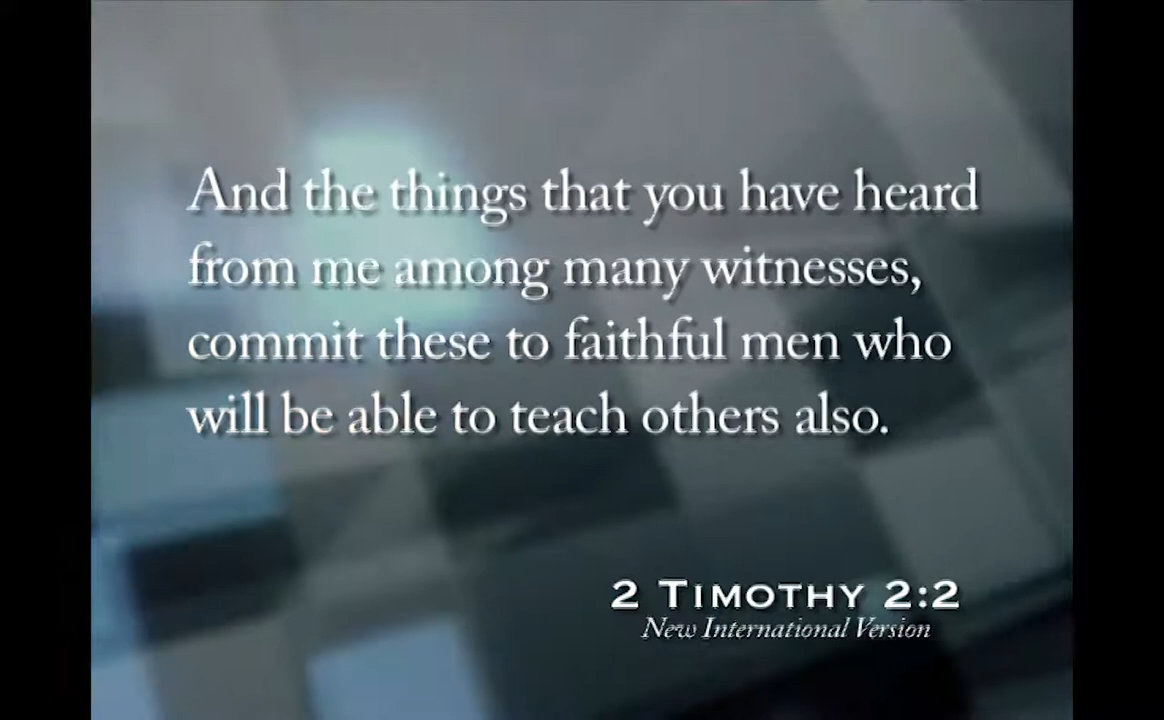 And the things that you have heard
from me among many witnesses,
commit these to faithful men who
will be able to teach others also.
2 Timothy 2:2
New International Version